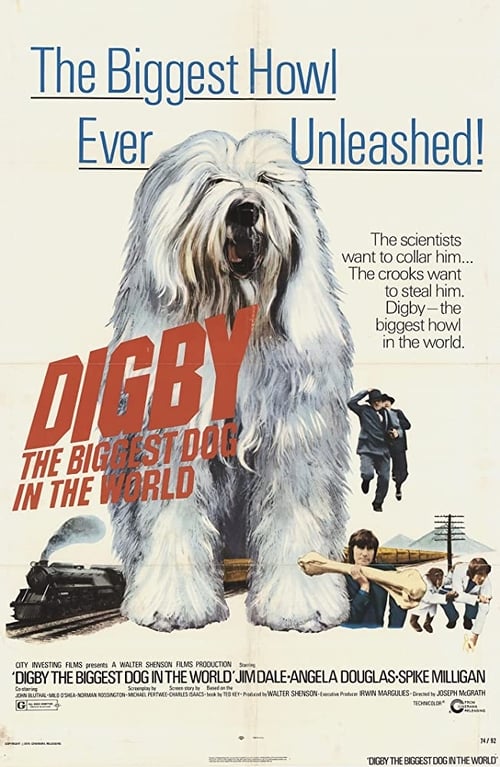 The Biggest Howl
Ever Unleashed!
The scientists
want to collar him...
The crooks want
to steal him.
Digby—the
biggest howl
in the world.
DIGBY
THE BIGGEST DOG
IN THE WORLD
CITY INVESTING FILMS presents A WALTER SHENSON FILMS PRODUCTION Starring
'DIGBY THE BIGGEST DOG IN THE WORLD' JIM DALE·ANGELA DOUGLAS·SPIKE MILLIGAN
Co-starring Screenplay by Screen story by Based on the
JOHN BLUTHAL·MILO O'SHEA·NORMAN ROSSINGTON·MICHAEL PERTWEE·CHARLES ISAACS·book by TED KEY·Produced by WALTER SHENSON·Executive Producer IRWIN MARGULIES·Directed by JOSEPH McGRATH
G TECHNICOLOR FROM
CINERAMA
RELEASING
74/92
'DIGBY THE BIGGEST DOG IN THE WORLD'